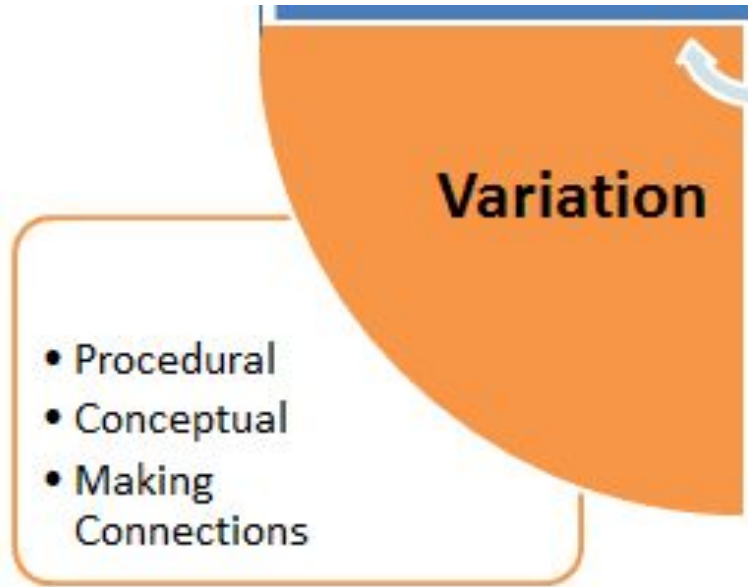 Variation
• Procedural
• Conceptual
• Making
Connections